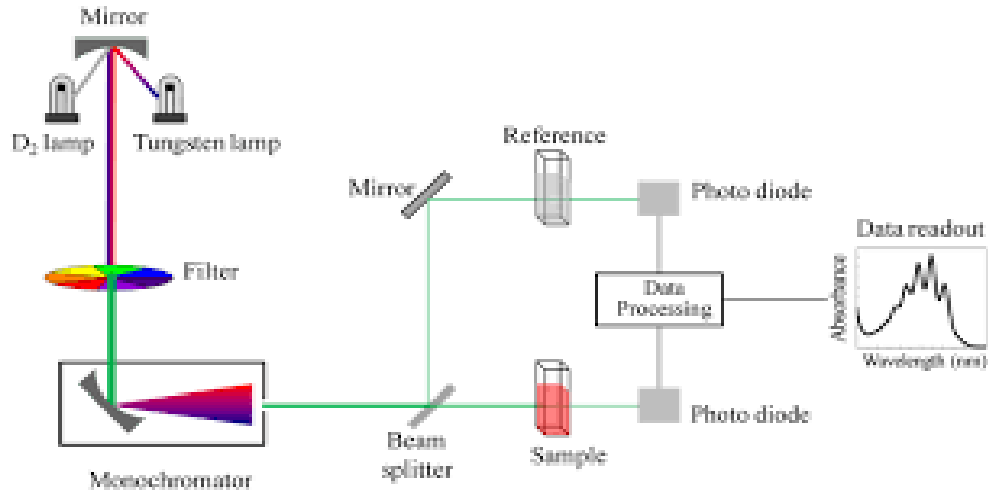 Mirror
D₂ lamp
Tungsten lamp
Reference
Mirror
Photo diode
Data readout
Filter
Data
Processing
Absorbance
Wavelength (nm)
Beam
splitter
Sample
Photo diode
Monochromator